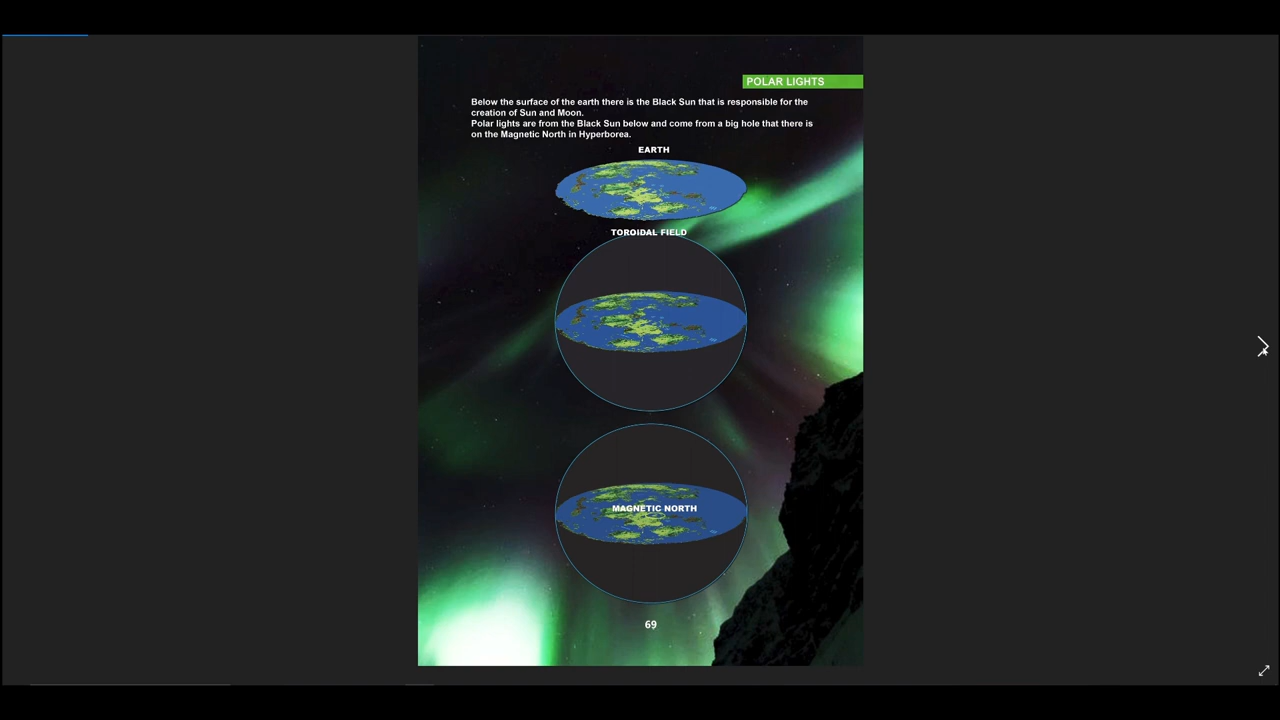 POLAR LIGHTS
Below the surface of the earth there is the Black Sun that is responsible for the
creation of Sun and Moon.
Polar lights are from the Black Sun below and come from a big hole that there is
on the Magnetic North in Hyperborea.
EARTH
TOROIDAL FIELD
MAGNETIC NORTH
69